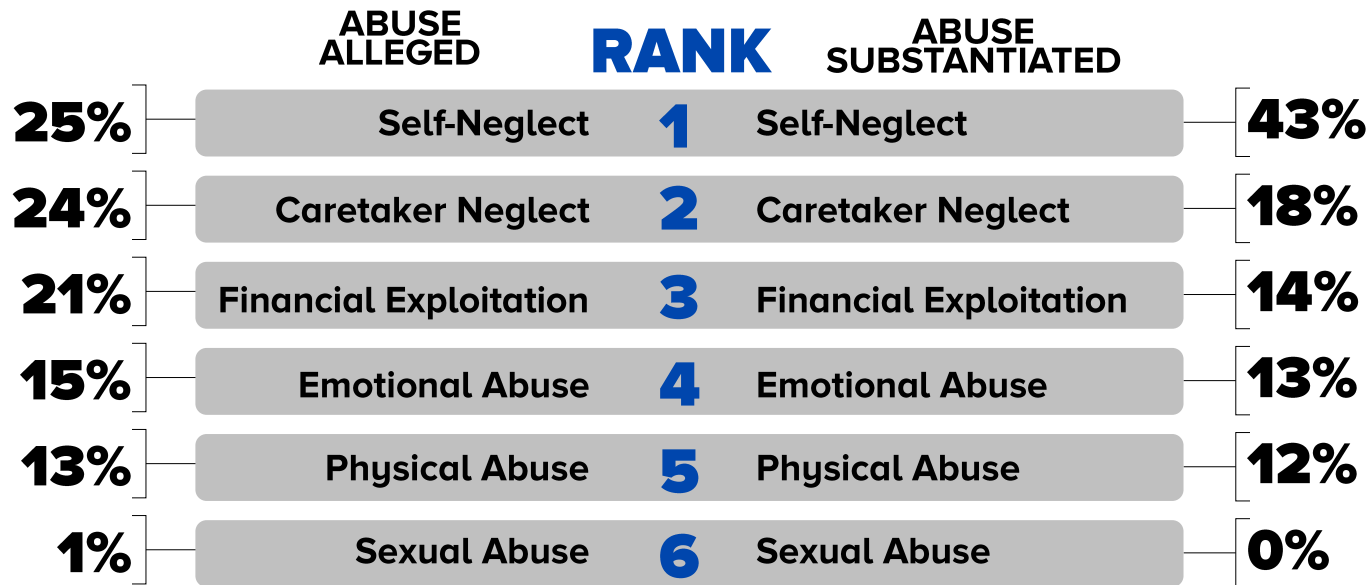 ABUSE
ALLEGED
RANK
ABUSE
SUBSTANTIATED
25% Self-Neglect 1 Self-Neglect 43%
24% Caretaker Neglect 2 Caretaker Neglect 18%
21% Financial Exploitation 3 Financial Exploitation 14%
15% Emotional Abuse 4 Emotional Abuse 13%
13% Physical Abuse 5 Physical Abuse 12%
1% Sexual Abuse 6 Sexual Abuse 0%